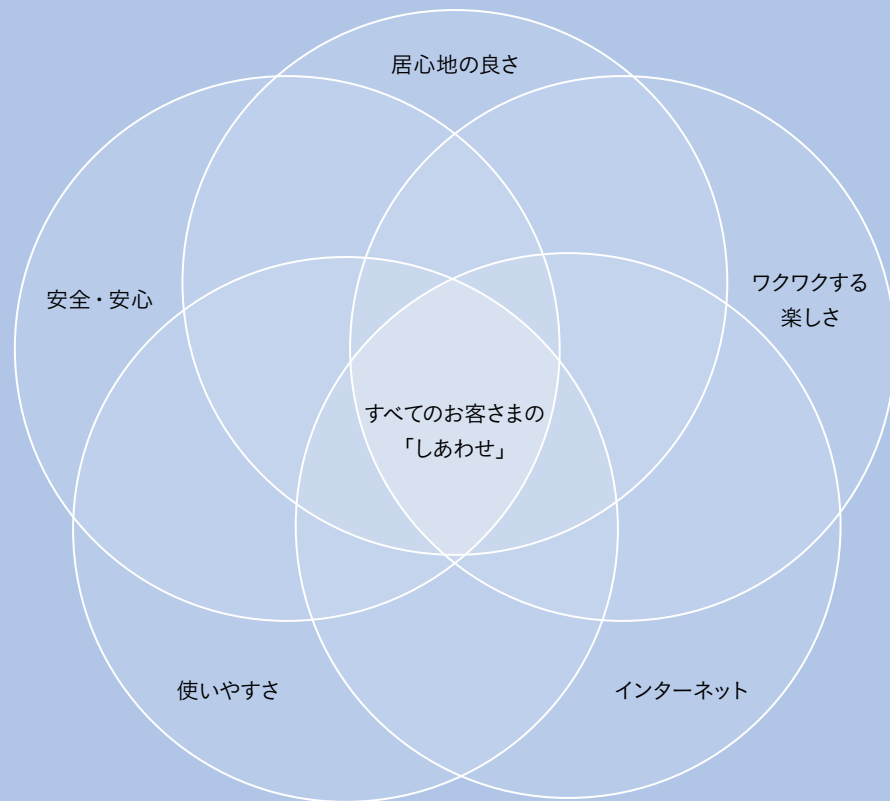 居心地の良さ
安全・安心
ワクワクする
楽しさ
すべてのお客さまの
「しあわせ」
使いやすさ
インターネット